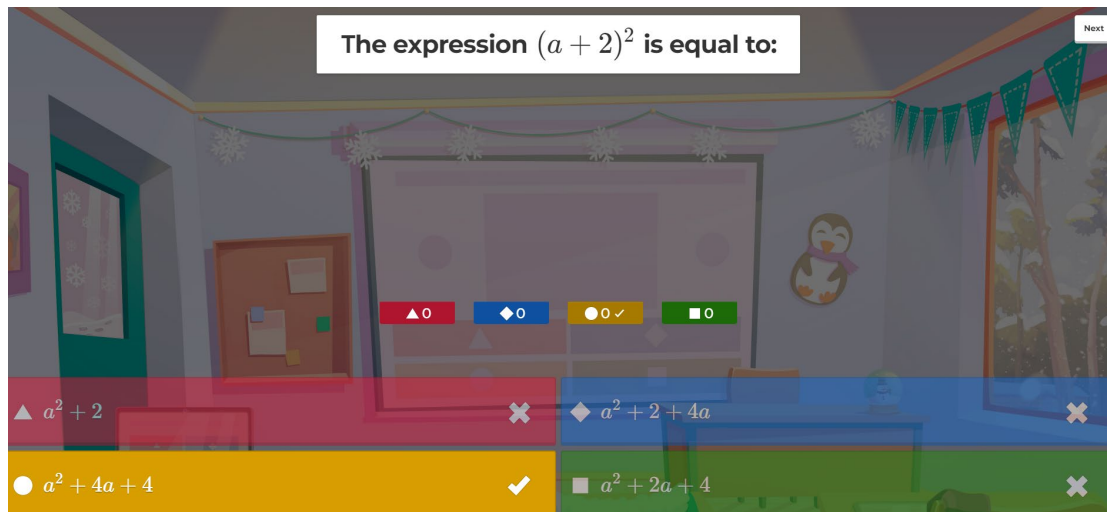 The expression $(a + 2)^2$ is equal to:
Next
▲ 0
◆ 0
● 0 ✓
■ 0
▲ $a^2 + 2$ ✖
◆ $a^2 + 2 + 4a$ ✖
● $a^2 + 4a + 4$ ✔
■ $a^2 + 2a + 4$ ✖